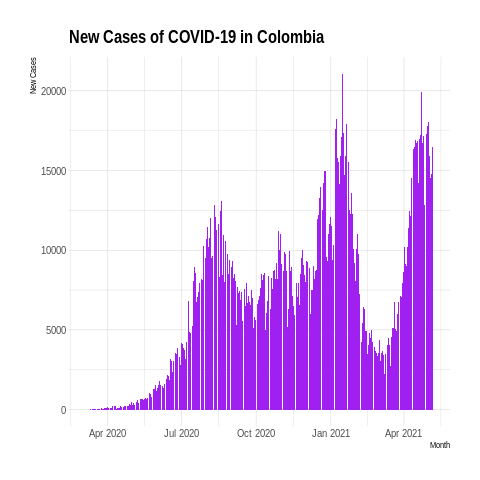 New Cases of COVID-19 in Colombia
New Cases
20000
15000
10000
5000
0
Apr 2020 Jul 2020 Oct 2020 Jan 2021 Apr 2021
Month